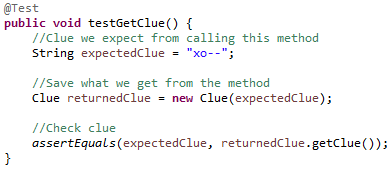 @Test
public void testGetClue() {
    //Clue we expect from calling this method
    String expectedClue = "xo--";

    //Save what we get from the method
    Clue returnedClue = new Clue(expectedClue);

    //Check clue
    assertEquals(expectedClue, returnedClue.getClue());
}